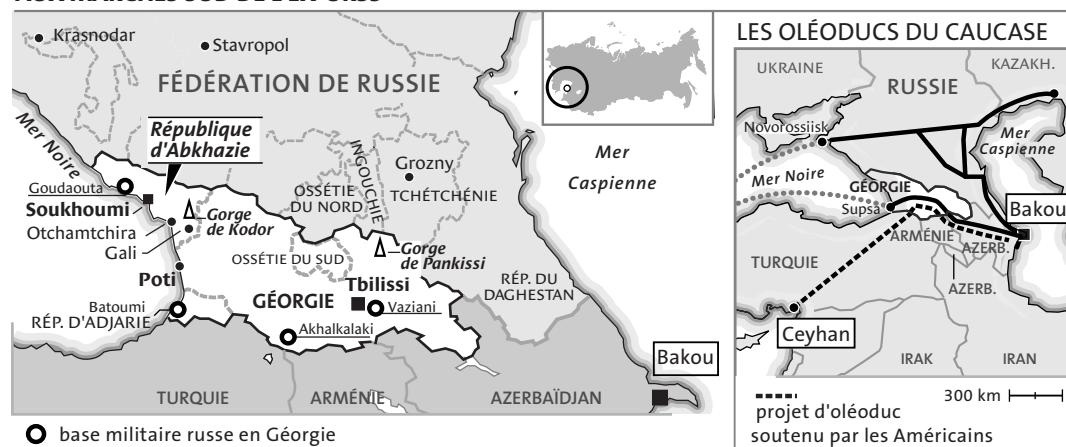 Krasnodar
Stavropol
FÉDÉRATION DE RUSSIE
Mer Noire
République
d'Abkhazie
Goudaouta
Soukhoumi
Otchamtchira
Gali
Gorge
de Kodor
Poti
Batoumi
RÉP. D'ADJARIE
OSSÉTIE
DU NORD
INGOUCHIE
Grozny
TCHÉTCHÉNIE
OSSÉTIE DU SUD
Gorge
de Pankissi
Tbilissi
GÉORGIE
Vaziani
Akhalkalaki
RÉP. DU
DAGHESTAN
Mer
Caspienne
Bakou
TURQUIE
ARMÉNIE
AZERBAÏDJAN
base militaire russe en Géorgie
LES OLÉODUCS DU CAUCASE
UKRAINE
RUSSIE
KAZAKH.
Novorossiisk
Mer
Caspienne
Mer Noire
GÉORGIE
Supsa
Bakou
ARMÉNIE
AZERB.
AZERB.
TURQUIE
Ceyhan
IRAK
IRAN
300 km
projet d'oléoduc
soutenu par les Américains